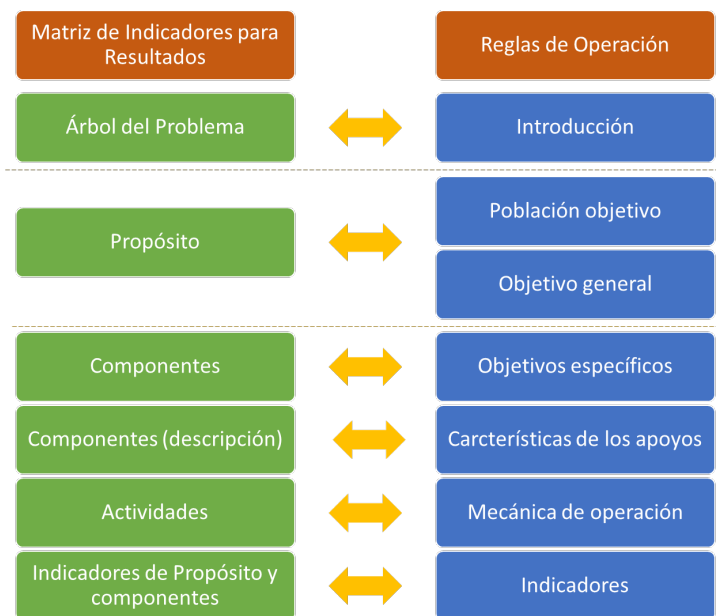 Matriz de Indicadores para
Resultados
Reglas de Operación
Árbol del Problema
Introducción
Propósito
Población objetivo
Objetivo general
Componentes
Objetivos específicos
Componentes (descripción)
Carcterísticas de los apoyos
Actividades
Mecánica de operación
Indicadores de Propósito y
componentes
Indicadores